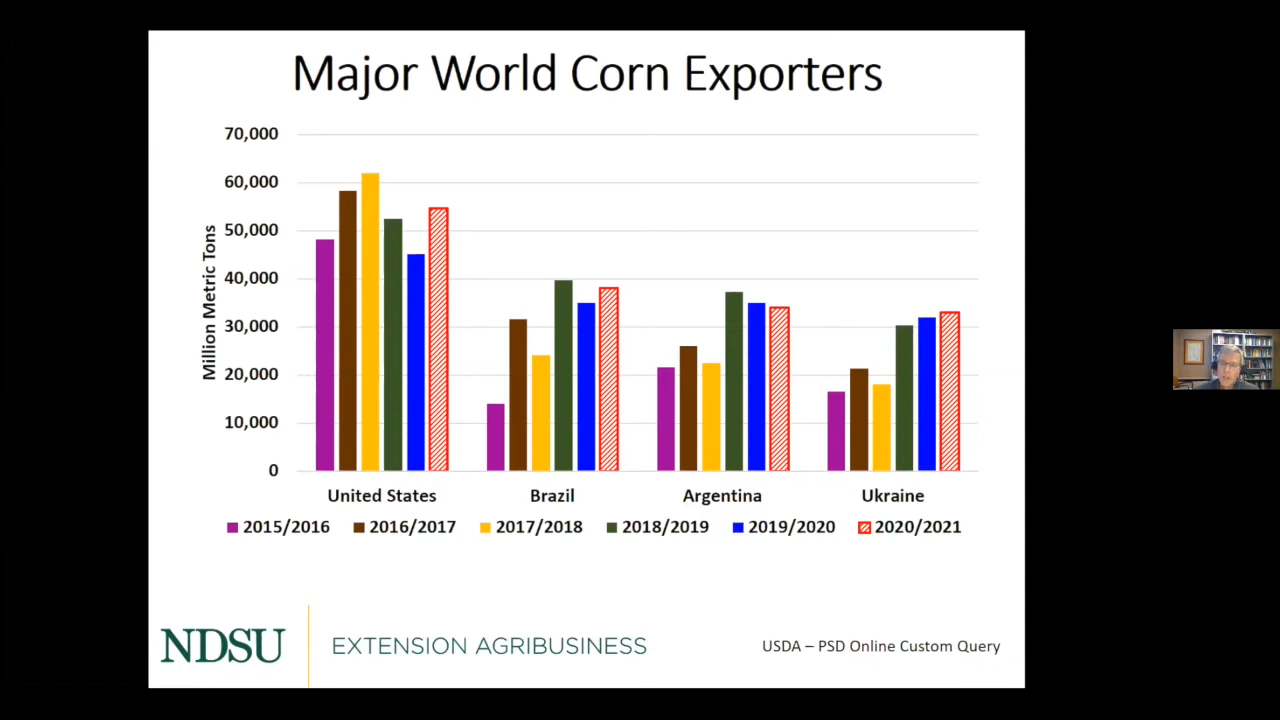 Major World Corn Exporters
70,000
60,000
50,000
40,000
30,000
20,000
10,000
0
Million Metric Tons
United States Brazil Argentina Ukraine
2015/2016 2016/2017 2017/2018 2018/2019 2019/2020 2020/2021
NDSU EXTENSION AGRIBUSINESS USDA – PSD Online Custom Query